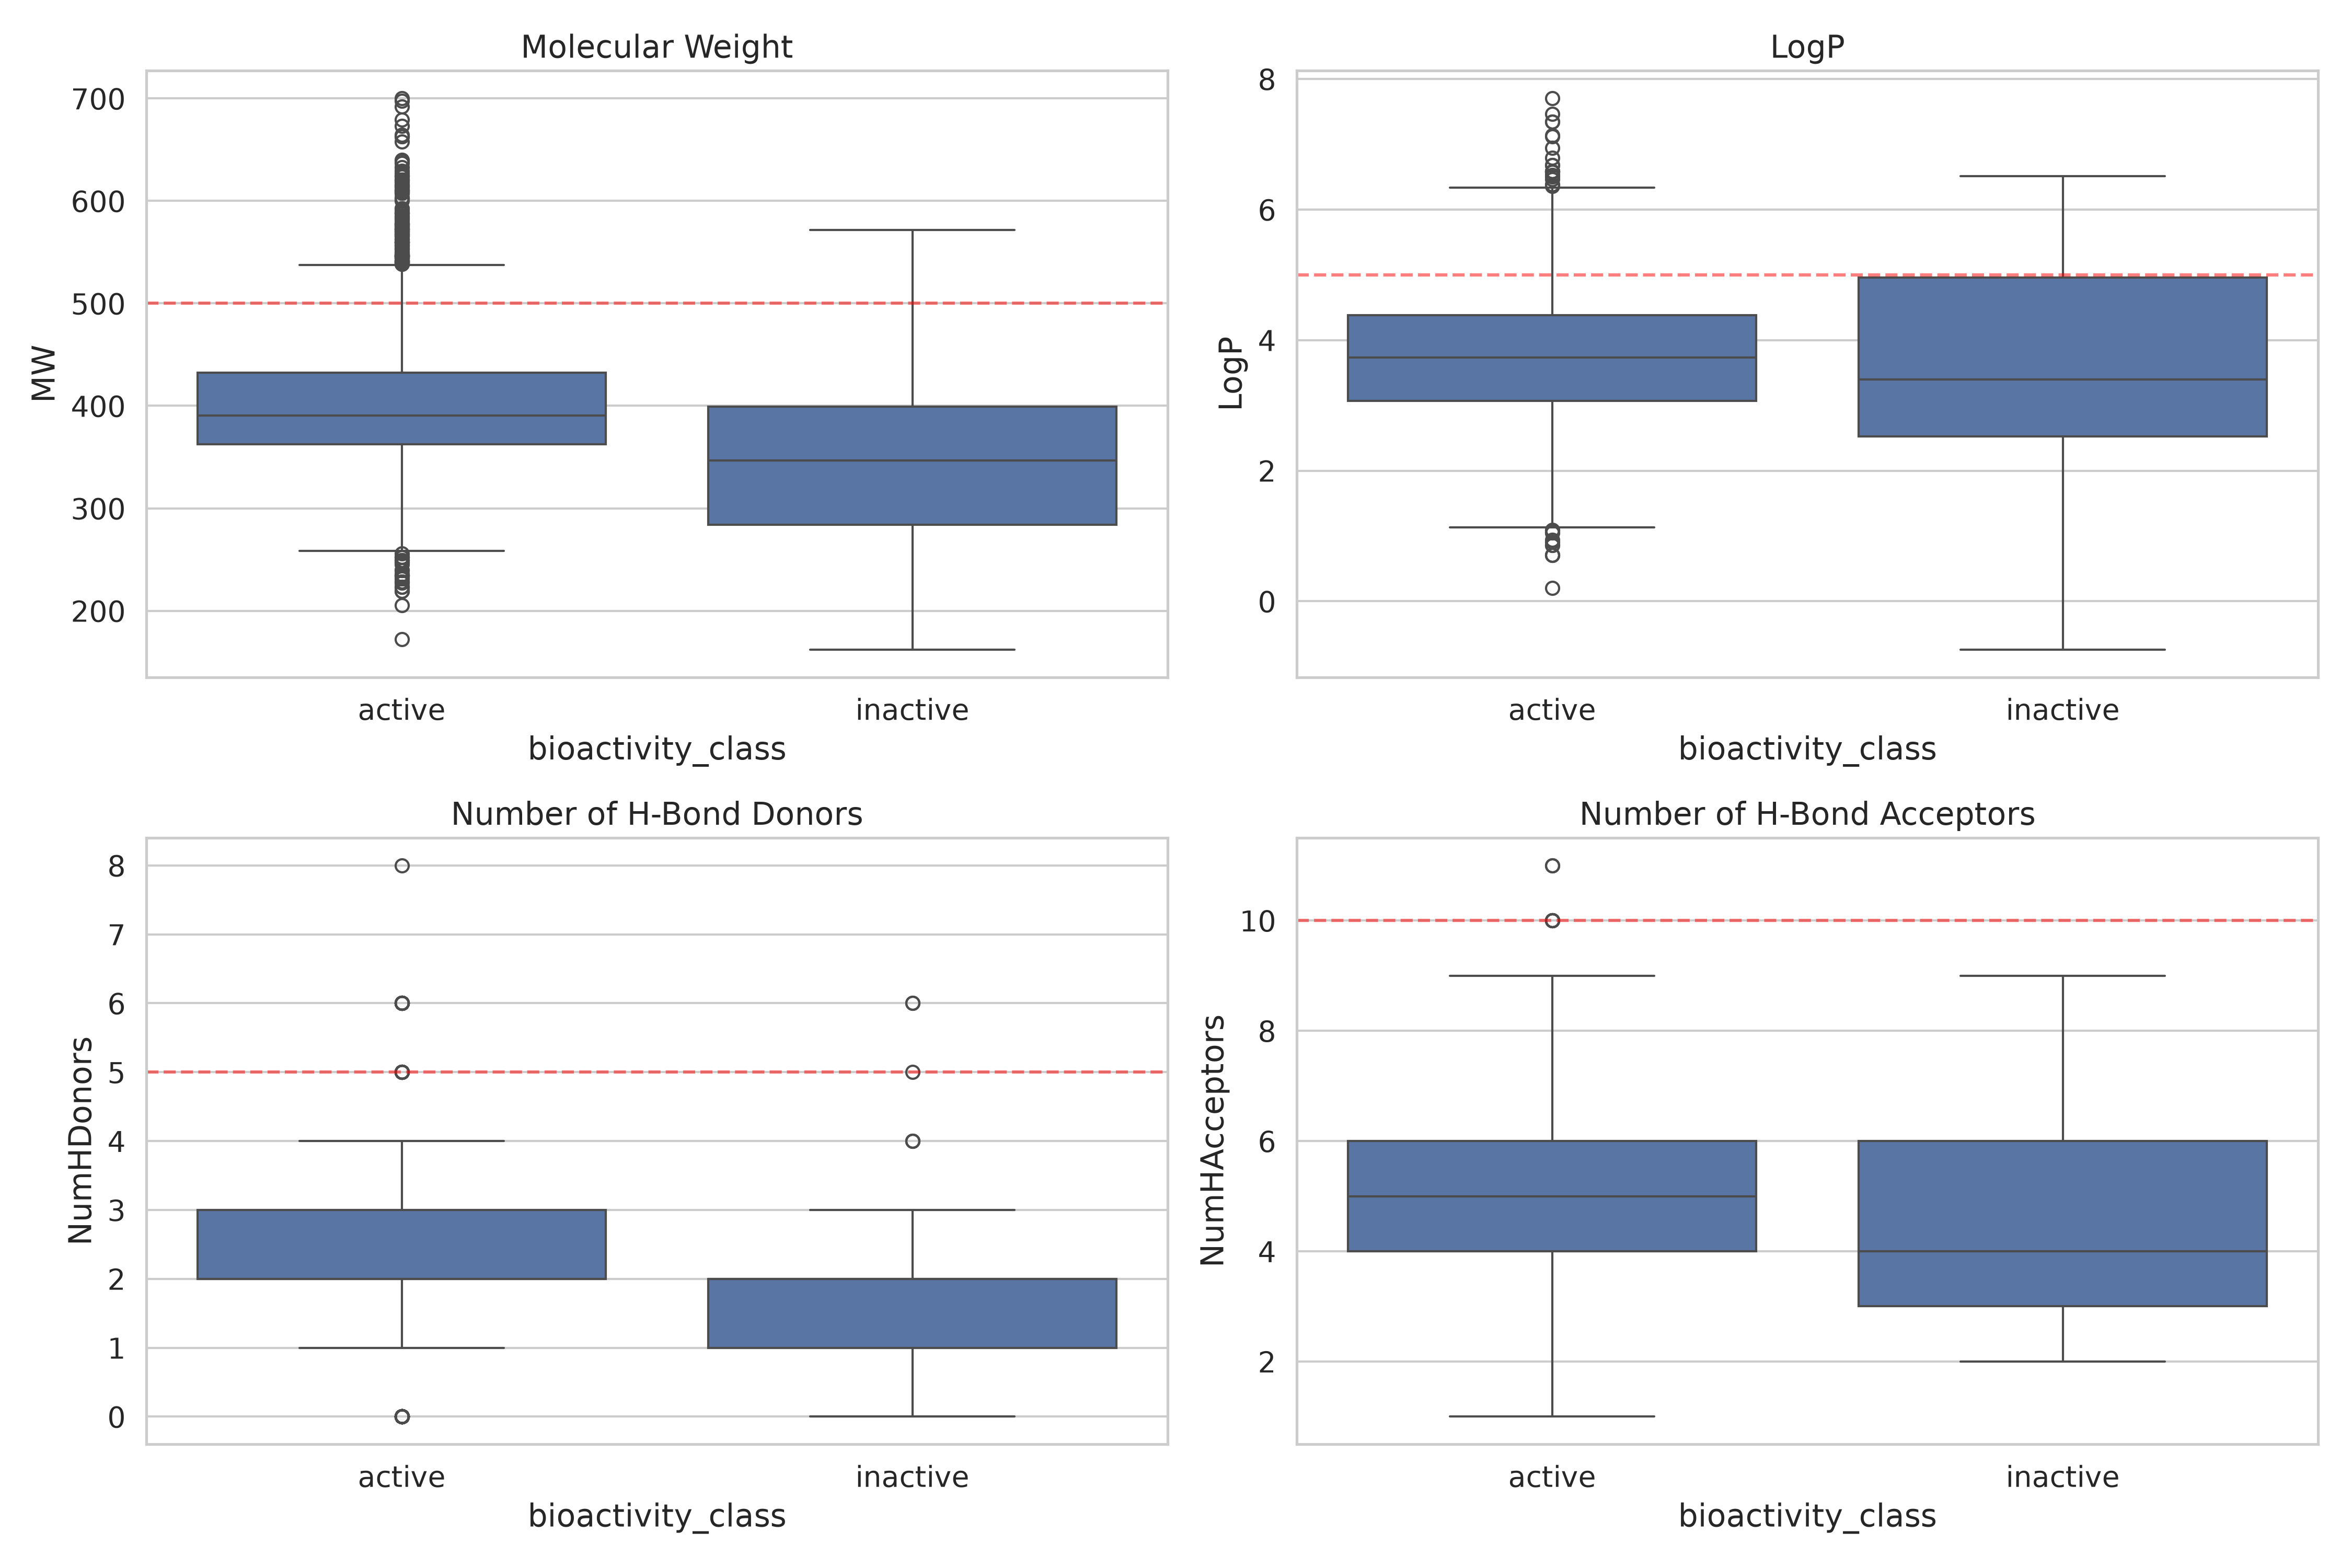 Molecular Weight
MW
700
600
500
400
300
200
active
inactive
bioactivity_class
LogP
LogP
8
6
4
2
0
active
inactive
bioactivity_class
Number of H-Bond Donors
NumHDonors
8
7
6
5
4
3
2
1
0
active
inactive
bioactivity_class
Number of H-Bond Acceptors
NumHAcceptors
10
8
6
4
2
active
inactive
bioactivity_class